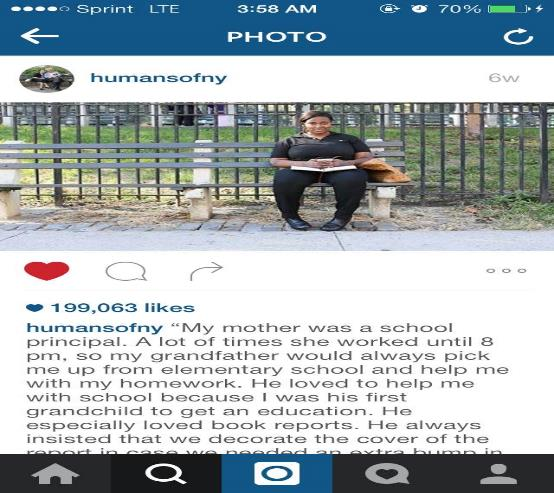 Sprint LTE 3:58 AM 70%
PHOTO
humansofny 6w
199,063 likes
humansofny “My mother was a school
principal. A lot of times she worked until 8
pm, so my grandfather would always pick
me up from elementary school and help me
with my homework. He loved to help me
with school because I was his first
grandchild to get an education. He
especially loved book reports. He always
insisted that we decorate the cover of the
report in case we needed an extra bump in